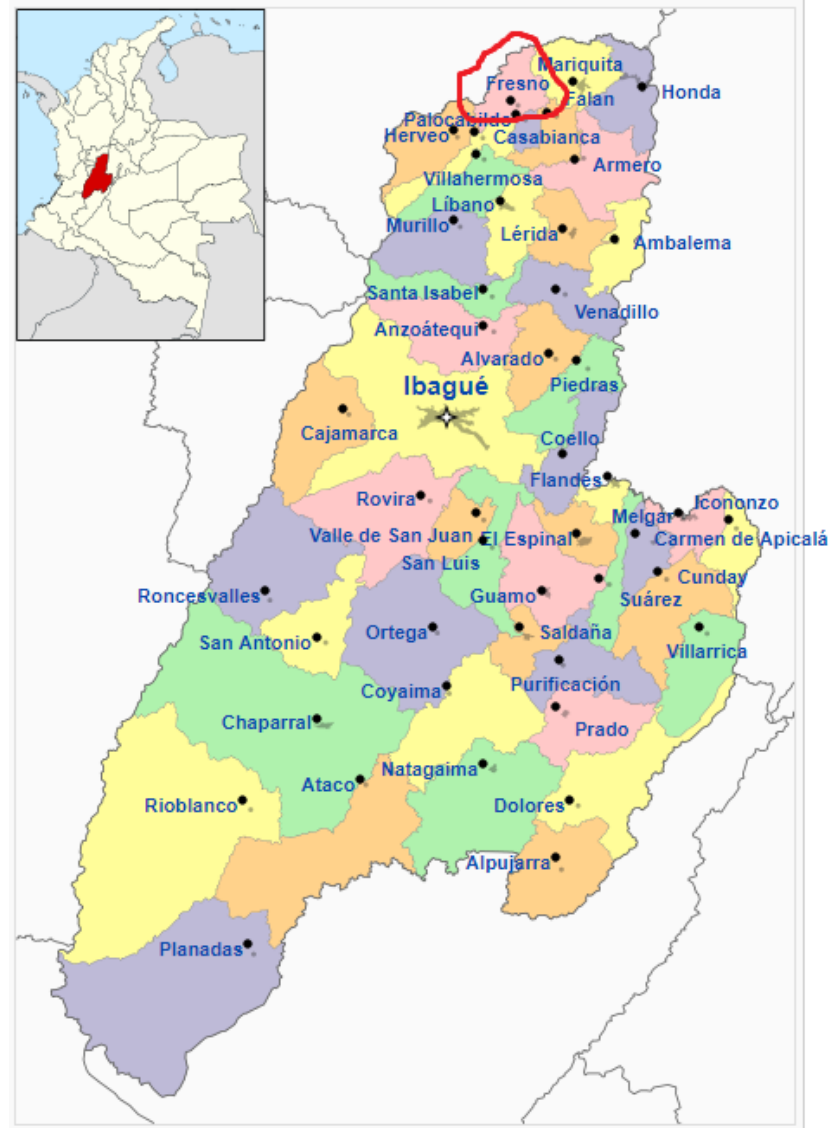 Mariquita
Fresno
Honda
Falan
Palocabildo
Herveo
Casabianca
Armero
Villahermosa
Líbano
Murillo
Lérida
Ambalema
Santa Isabel
Venadillo
Anzoátequi
Alvarado
Ibagué
Piedras
Cajamarca
Coello
Flandes
Rovira
Icononzo
Melgar
Valle de San Juan
El Espinal
Carmen de Apicalá
San Luis
Cunday
Roncesvalles
Guamo
Suárez
San Antonio
Ortega
Saldaña
Villarrica
Coyaima
Purificación
Chaparral
Prado
Natagaima
Ataco
Rioblanco
Dolores
Alpujarra
Planadas